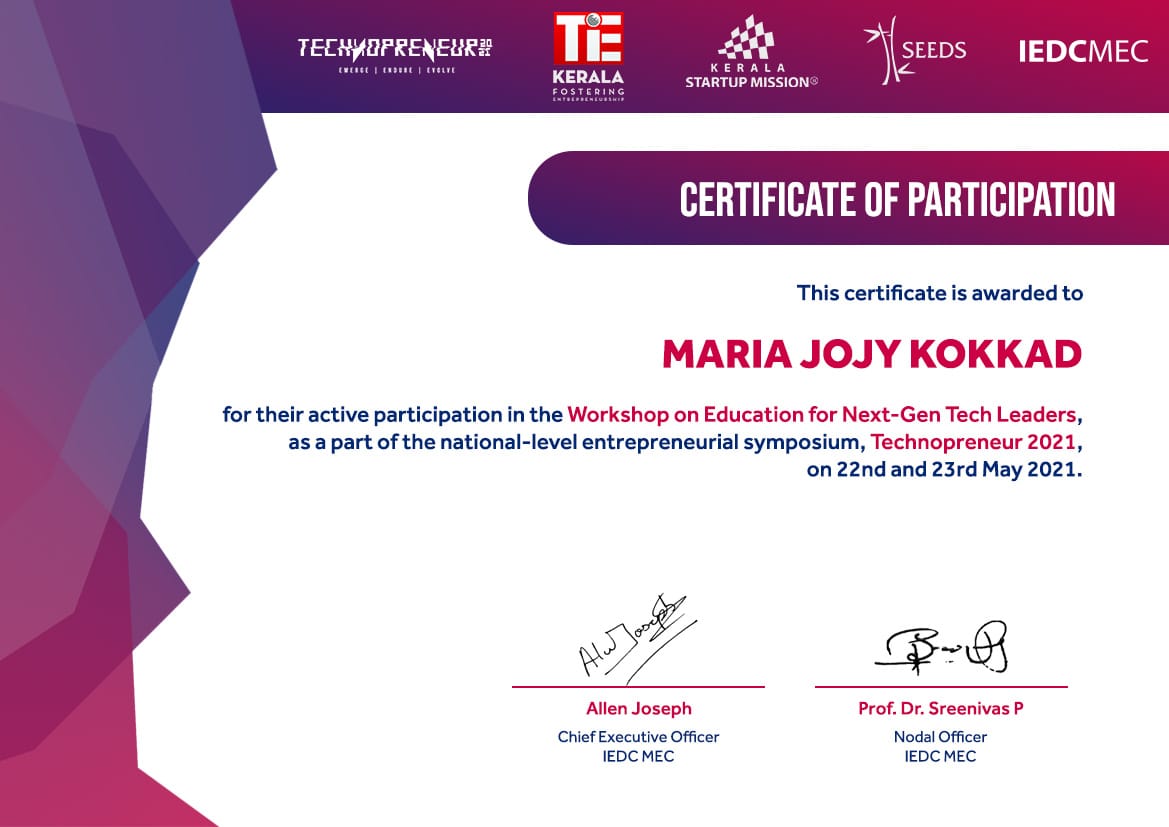 TECHNOPRENEUR 2021
EMERGE | ENDURE | EVOLVE
TiE
KERALA
FOSTERING
ENTREPRENEURSHIP
KERALA
STARTUP MISSION®
SEEDS
IEDCMEC
CERTIFICATE OF PARTICIPATION
This certificate is awarded to
MARIA JOJY KOKKAD
for their active participation in the Workshop on Education for Next-Gen Tech Leaders,
as a part of the national-level entrepreneurial symposium, Technopreneur 2021,
on 22nd and 23rd May 2021.
Allen Joseph
Chief Executive Officer
IEDC MEC
Prof. Dr. Sreenivas P
Nodal Officer
IEDC MEC